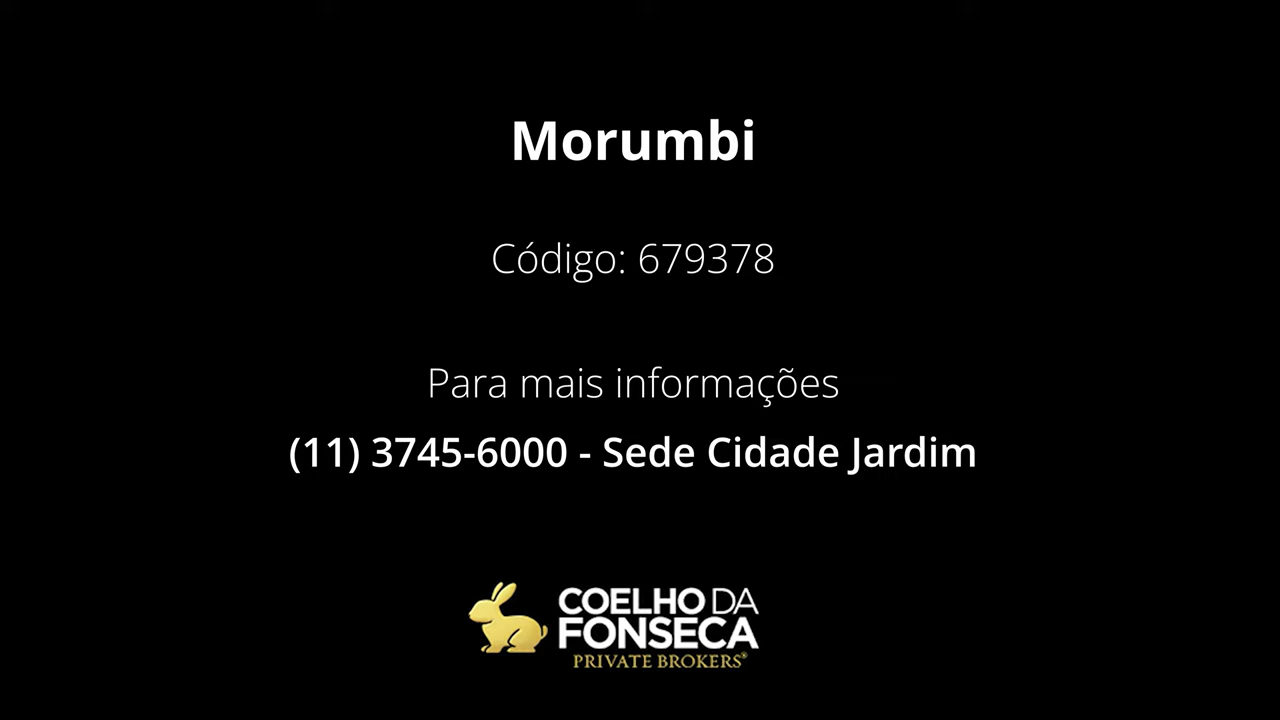 Morumbi
Código: 679378
Para mais informações
(11) 3745-6000 - Sede Cidade Jardim
COELHO DA
FONSECA
PRIVATE BROKERS®